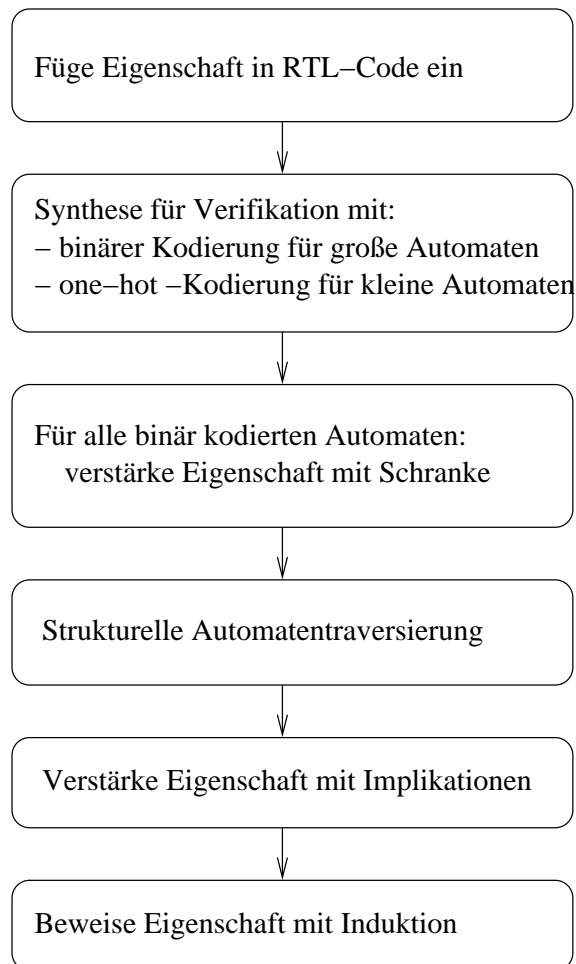 Füge Eigenschaft in RTL−Code ein
Synthese für Verifikation mit:
− binärer Kodierung für große Automaten
− one−hot −Kodierung für kleine Automaten
Für alle binär kodierten Automaten:
verstärke Eigenschaft mit Schranke
Strukturelle Automatentraversierung
Verstärke Eigenschaft mit Implikationen
Beweise Eigenschaft mit Induktion